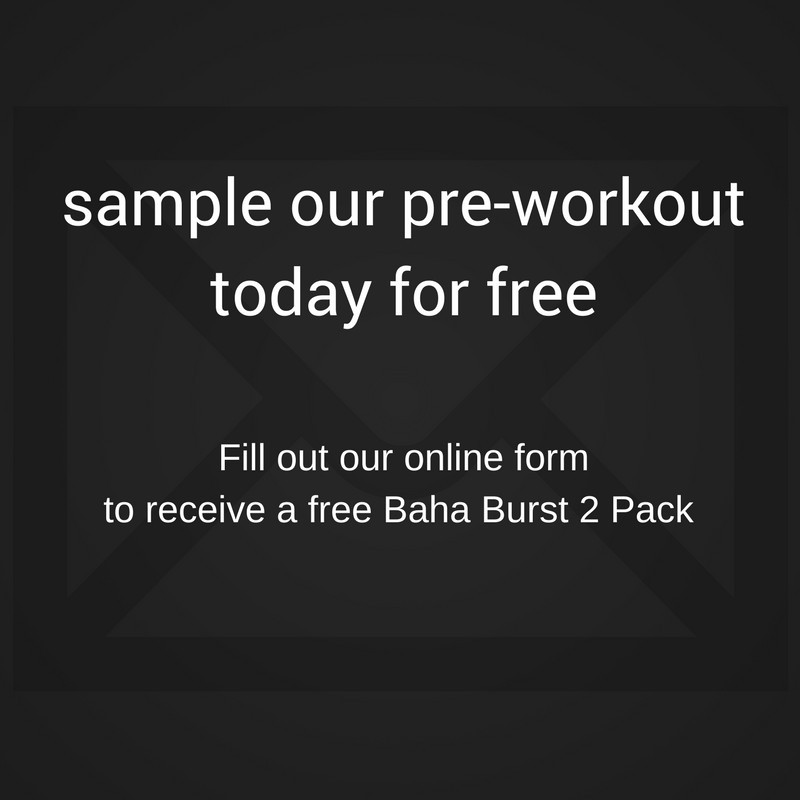 sample our pre-workout
today for free
Fill out our online form
to receive a free Baha Burst 2 Pack